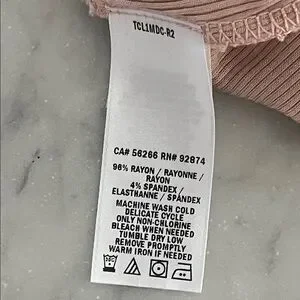 TCL1MDC-R2
CA# 56266 RN# 92874
96% RAYON / RAYONNE /
RAYON
4% SPANDEX /
ELASTHANNE / SPANDEX
MACHINE WASH COLD
DELICATE CYCLE
ONLY NON-CHLORINE
BLEACH WHEN NEEDED
TUMBLE DRY LOW
REMOVE PROMPTLY
WARM IRON IF NEEDED